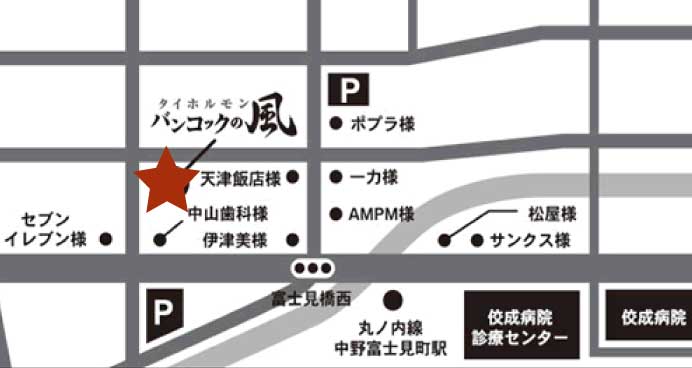 P
タイホルモン
バンコックの風
ポプラ様
天津飯店様
一力様
セブン
イレブン様
中山歯科様
AMPM様
松屋様
伊津美様
サンクス様
P
富士見橋西
丸ノ内線
中野富士見町駅
佼成病院
診療センター
佼成病院